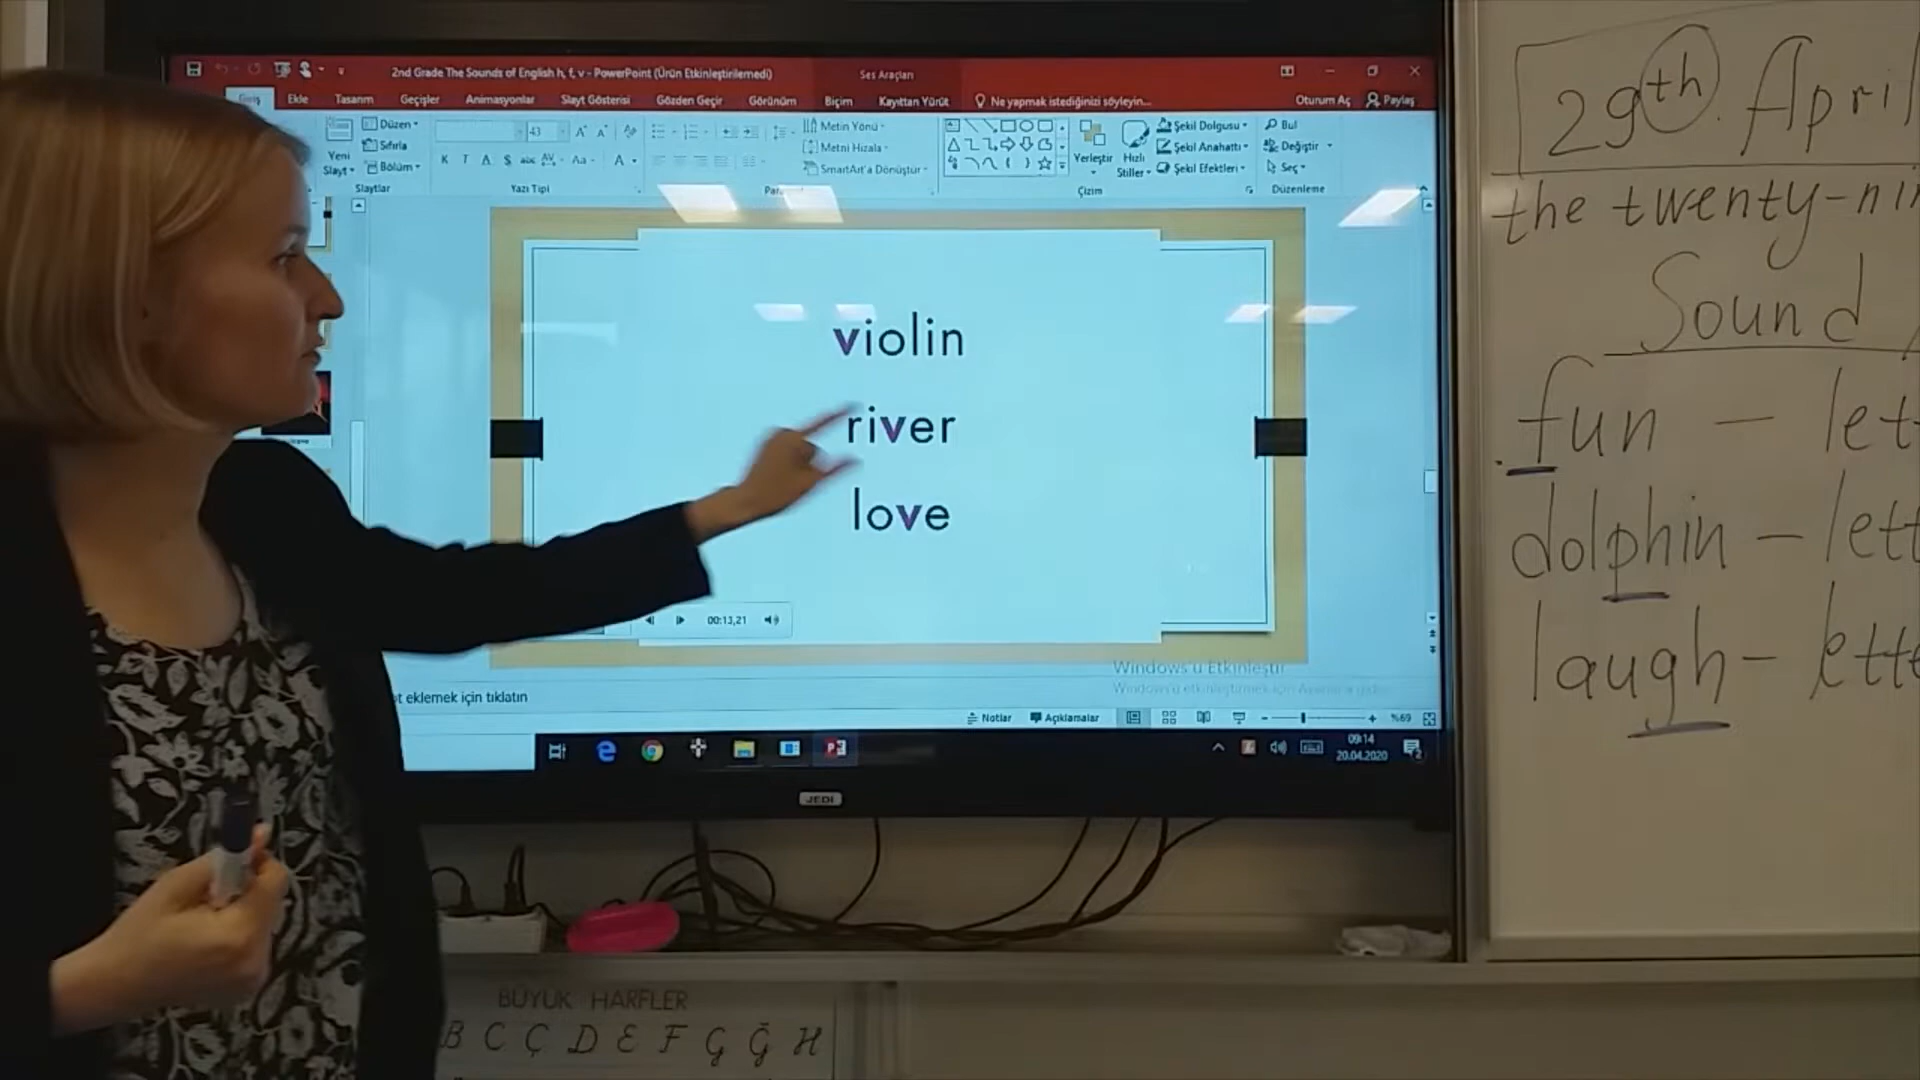 2nd Grade The Sounds of English h, f, v - PowerPoint (Ürün Etkinleştirilemedi)
Ses Araçları
Giriş Ekle Tasarım Geçişler Animasyonlar Slayt Gösterisi Gözden Geçir Görünüm Biçim Kayıttan Yürüt Ne yapmak istediğinizi söyleyin... Oturum Aç Paylaş
Yeni Slayt
Düzen
Sıfırla
Bölüm
Slaytlar
43
Yazı Tipi
Metin Yönü
Metni Hizala
SmartArt'a Dönüştür
Yerleştir
Hızlı Stiller
Şekil Dolgusu
Şekil Anahattı
Şekil Efektleri
Çizim
Bul
Değiştir
Seç
Düzenleme
violin
river
love
00:13,21
Windows'u Etkinleştir
t eklemek için tıklatın
Notlar Açıklamalar %69
09:14
20.04.2020
JEDI
29th. April
the twenty-nin
Sound
fun – let
dolphin – lett
laugh – lette
BÜYÜK HARFLER
B C Ç D E F G Ğ H